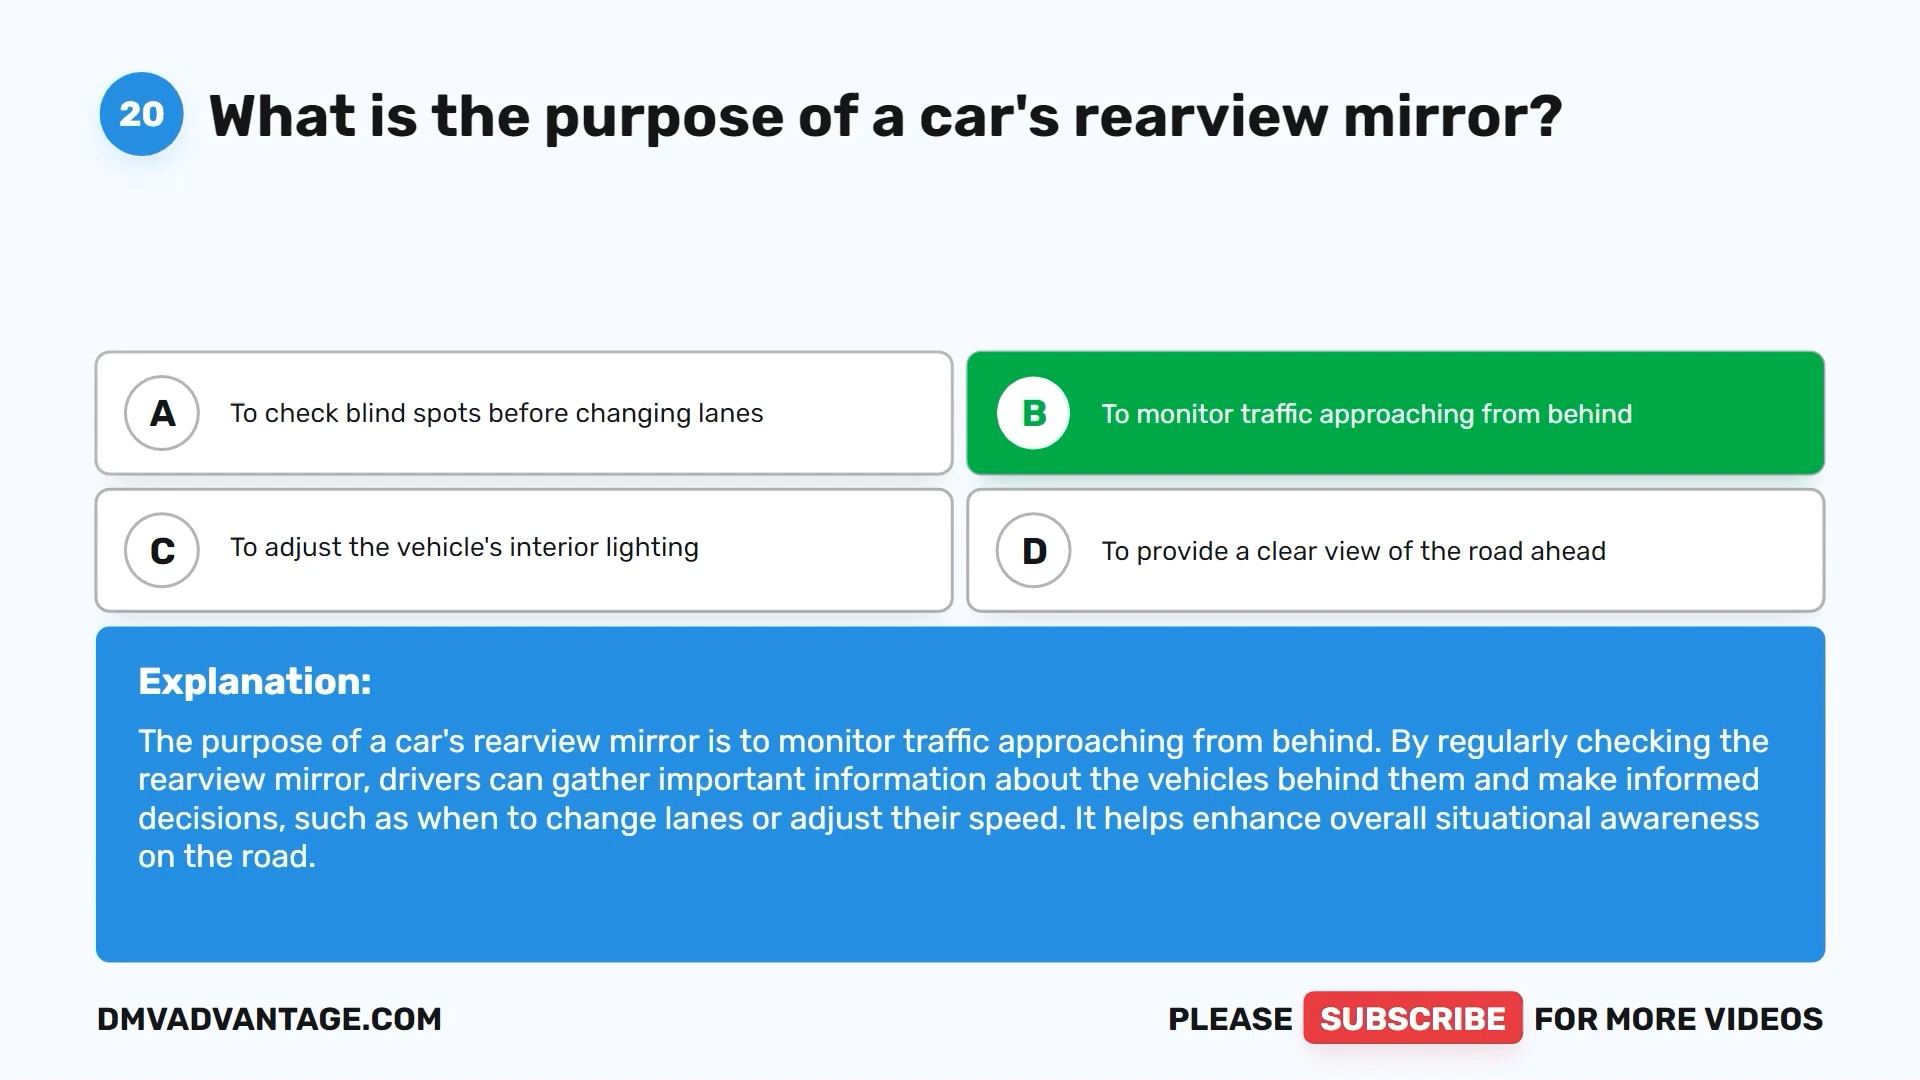 20 What is the purpose of a car's rearview mirror?
A To check blind spots before changing lanes
B To monitor traffic approaching from behind
C To adjust the vehicle's interior lighting
D To provide a clear view of the road ahead
Explanation:
The purpose of a car's rearview mirror is to monitor traffic approaching from behind. By regularly checking the
rearview mirror, drivers can gather important information about the vehicles behind them and make informed
decisions, such as when to change lanes or adjust their speed. It helps enhance overall situational awareness
on the road.
DMVADVANTAGE.COM
PLEASE SUBSCRIBE FOR MORE VIDEOS